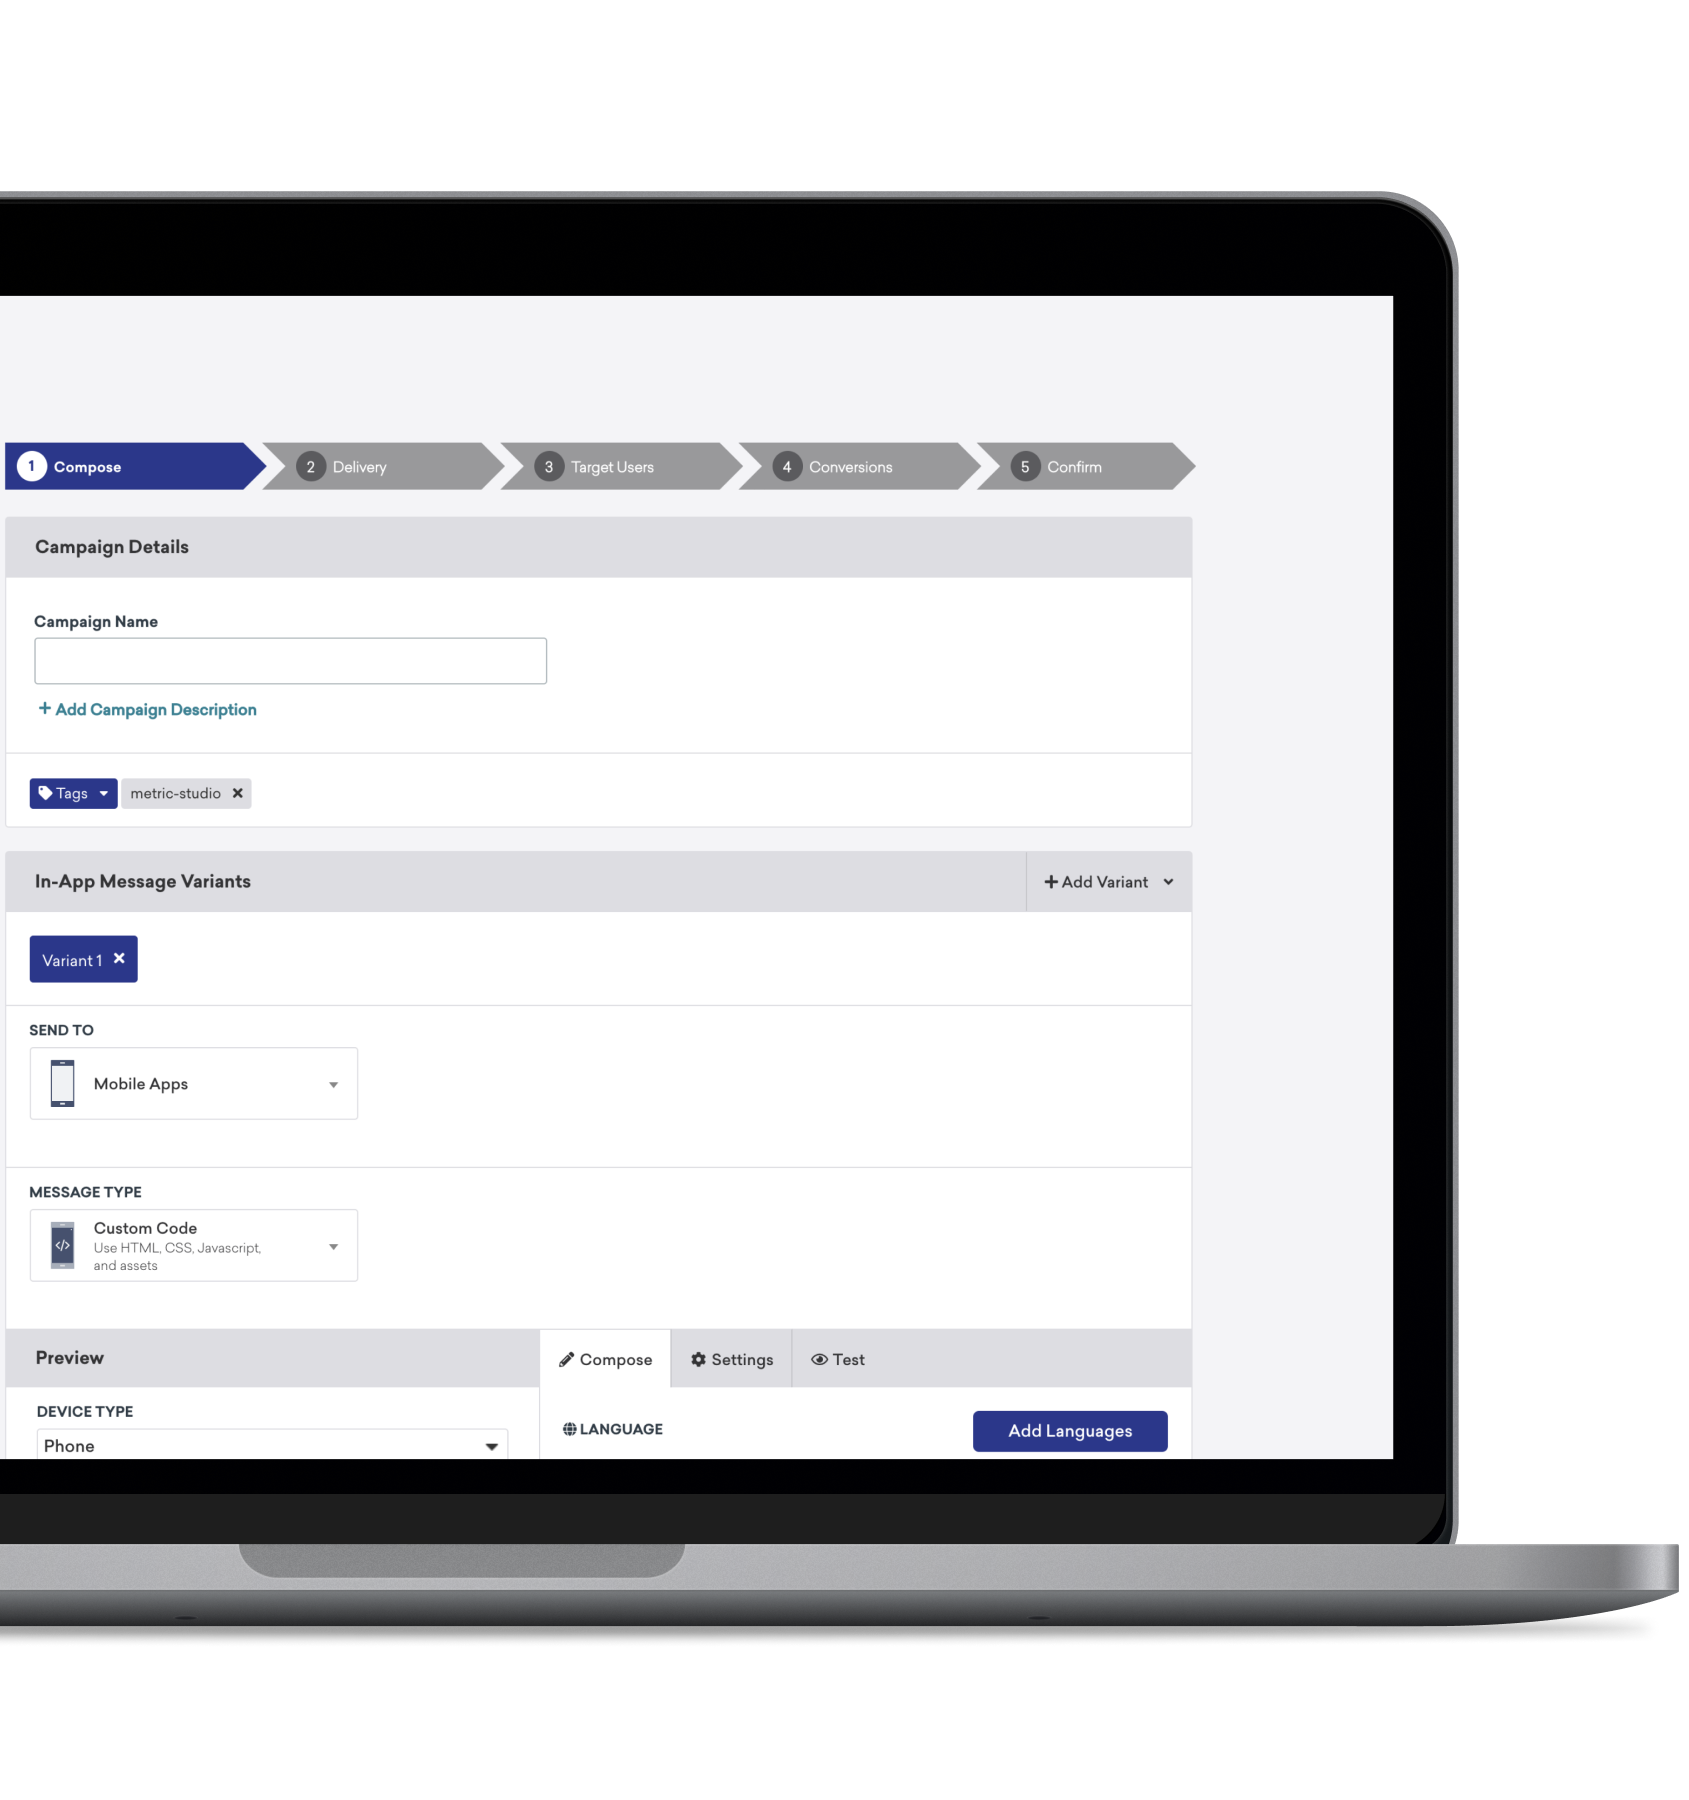 1 Compose 2 Delivery 3 Target Users 4 Conversions 5 Confirm
Campaign Details
Campaign Name
+ Add Campaign Description
Tags metric-studio ×
In-App Message Variants + Add Variant
Variant 1 ×
SEND TO
Mobile Apps
MESSAGE TYPE
Custom Code
</> Use HTML, CSS, Javascript,
and assets
Preview Compose Settings Test
DEVICE TYPE
LANGUAGE Add Languages
Phone